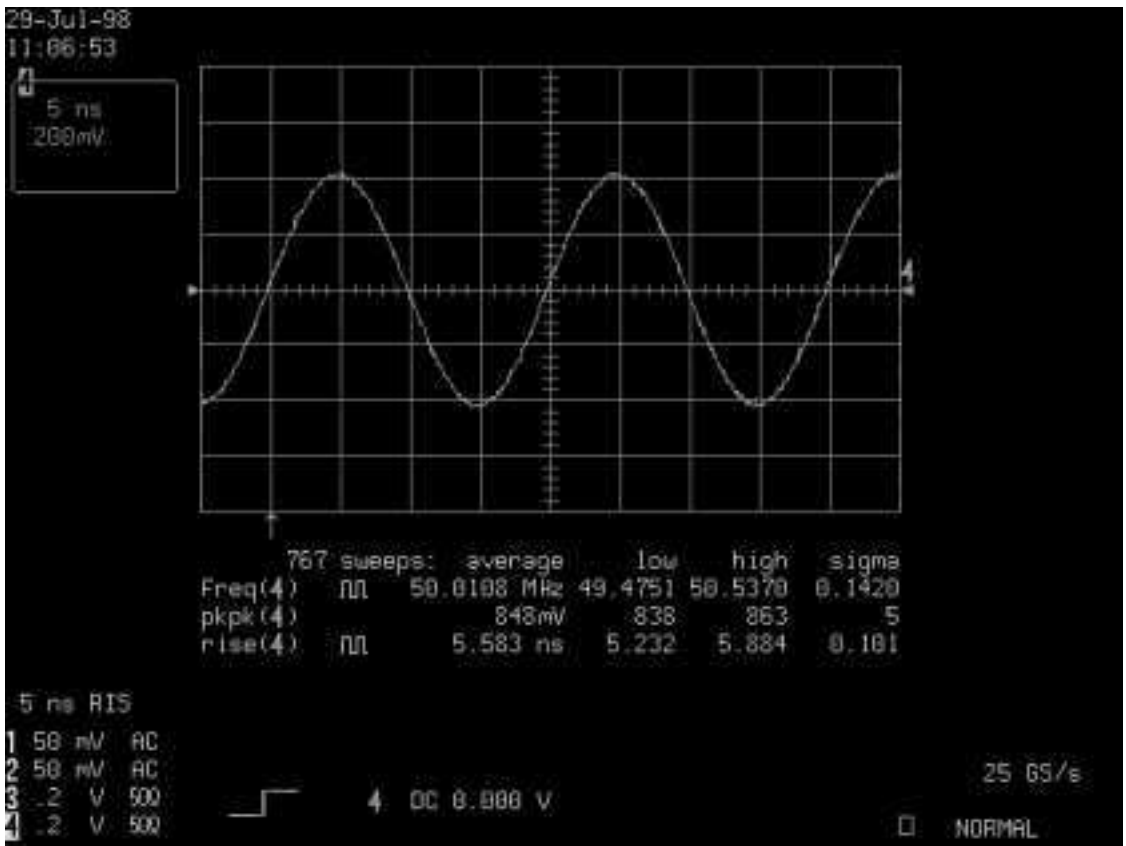 29-Jul-98
11:06:53
4
5 ns
200mV
4
767 sweeps: average low high sigma
Freq(4) 50.0108 MHz 49.4751 50.5370 0.1420
pkpk(4) 848mV 838 863 5
rise(4) 5.583 ns 5.232 5.884 0.101
5 ns RIS
1 50 mV AC
2 50 mV AC
3 .2 V 50Ω
4 .2 V 50Ω
4 DC 0.000 V
25 GS/s
NORMAL